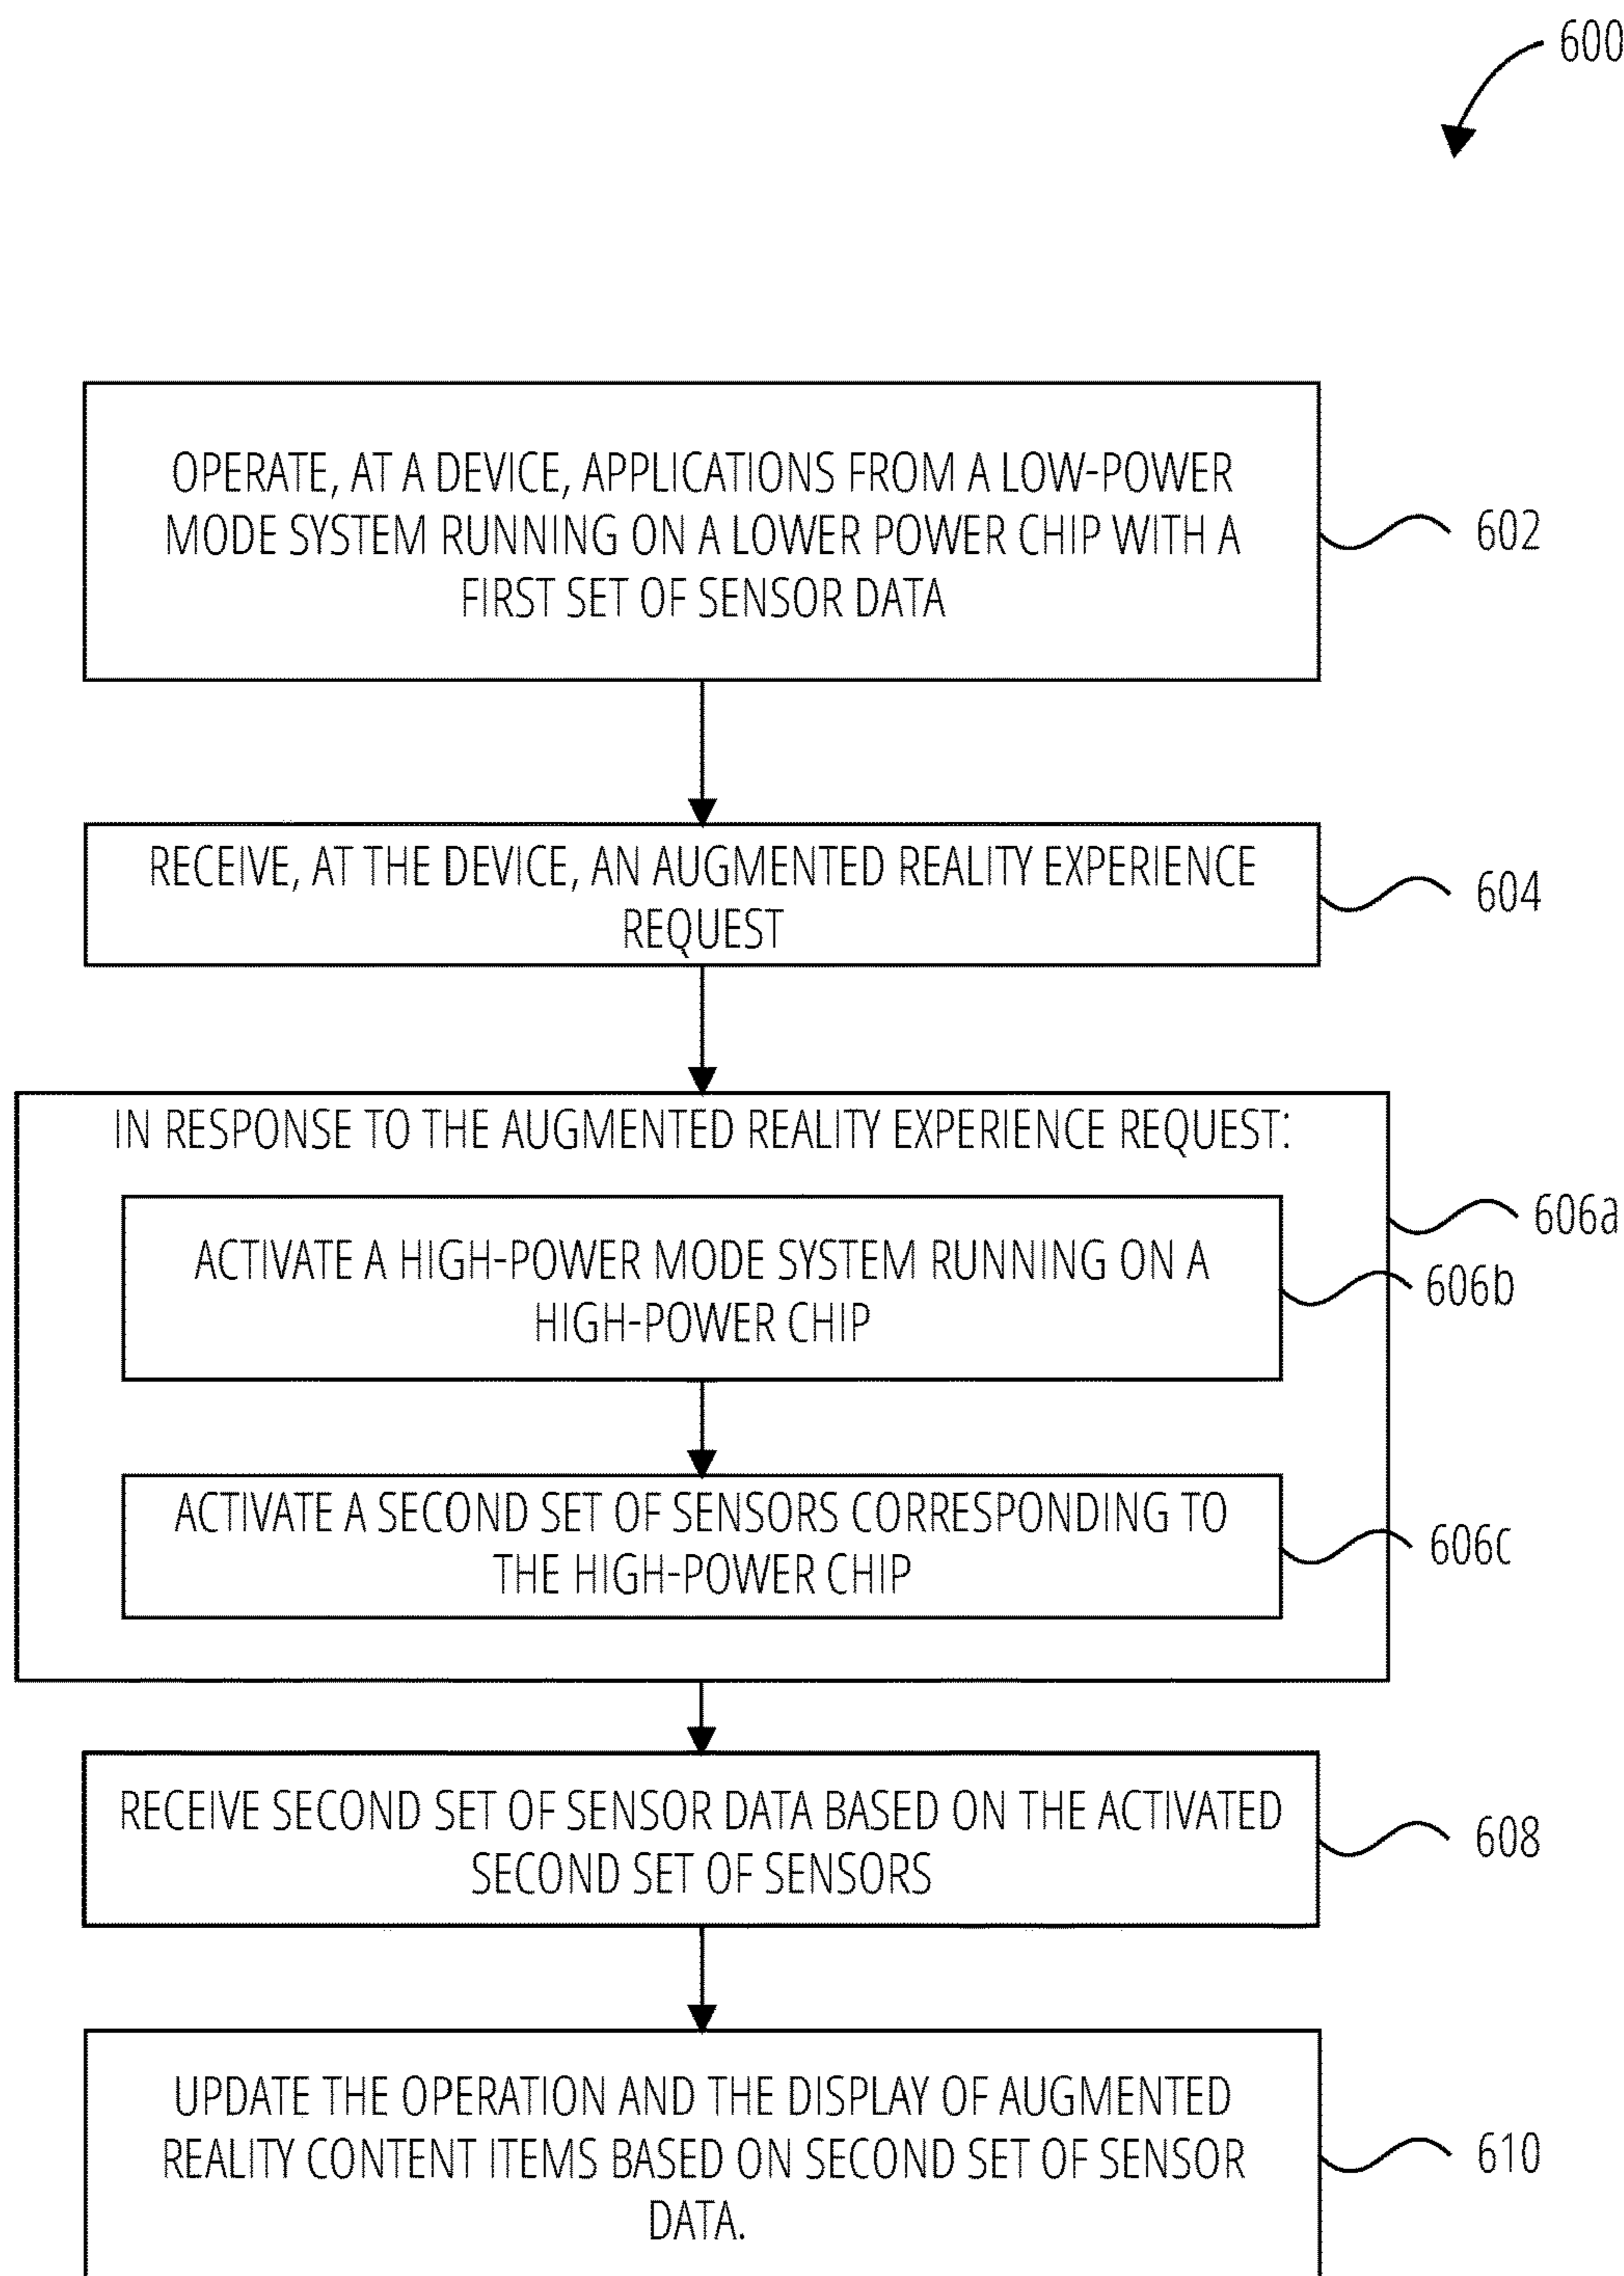 600
OPERATE, AT A DEVICE, APPLICATIONS FROM A LOW-POWER
MODE SYSTEM RUNNING ON A LOWER POWER CHIP WITH A
FIRST SET OF SENSOR DATA
602
RECEIVE, AT THE DEVICE, AN AUGMENTED REALITY EXPERIENCE
REQUEST
604
IN RESPONSE TO THE AUGMENTED REALITY EXPERIENCE REQUEST:
606a
ACTIVATE A HIGH-POWER MODE SYSTEM RUNNING ON A
HIGH-POWER CHIP
606b
ACTIVATE A SECOND SET OF SENSORS CORRESPONDING TO
THE HIGH-POWER CHIP
606c
RECEIVE SECOND SET OF SENSOR DATA BASED ON THE ACTIVATED
SECOND SET OF SENSORS
608
UPDATE THE OPERATION AND THE DISPLAY OF AUGMENTED
REALITY CONTENT ITEMS BASED ON SECOND SET OF SENSOR
DATA.
610